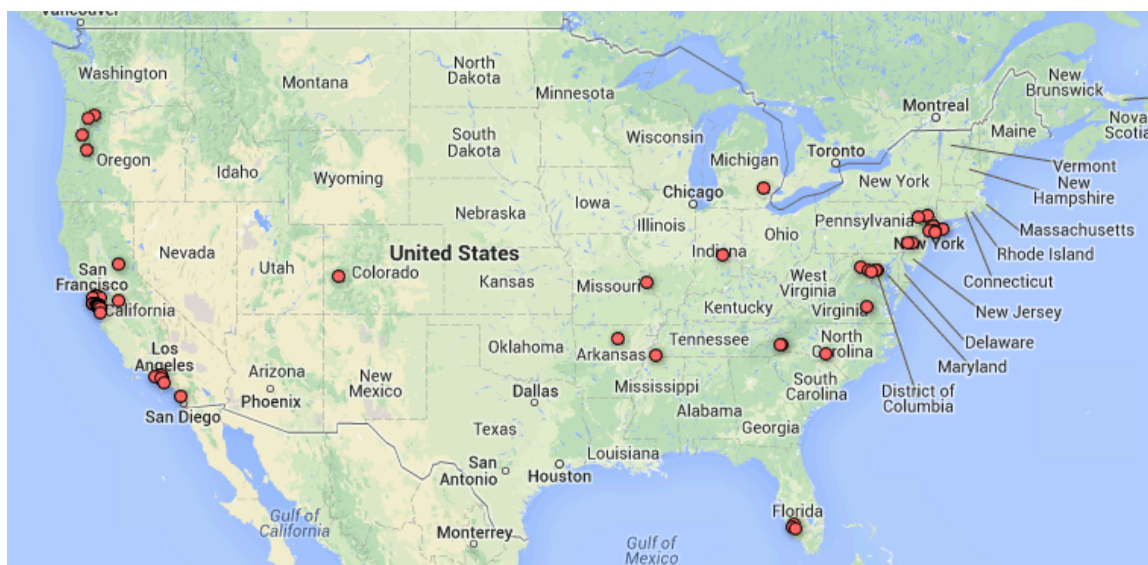 Vancouver
Washington
Montana
North
Dakota
Minnesota
Montreal
New
Brunswick
Nova
Scotia
Maine
Oregon
Idaho
Wyoming
South
Dakota
Wisconsin
Michigan
Toronto
Vermont
New
Hampshire
Chicago
New York
Nebraska
Iowa
Illinois
Indiana
Ohio
Pennsylvania
Massachusetts
Nevada
Utah
Colorado
United States
Kansas
Missouri
New York
Rhode Island
San
Francisco
California
West
Virginia
Kentucky
Virginia
Connecticut
New Jersey
Los
Angeles
Arizona
Phoenix
New
Mexico
Oklahoma
Arkansas
Tennessee
North
Carolina
Delaware
Maryland
San Diego
Dallas
Mississippi
South
Carolina
District of
Columbia
Alabama
Georgia
Texas
Louisiana
San
Antonio
Houston
Gulf of
California
Monterrey
Gulf of
Mexico
Florida